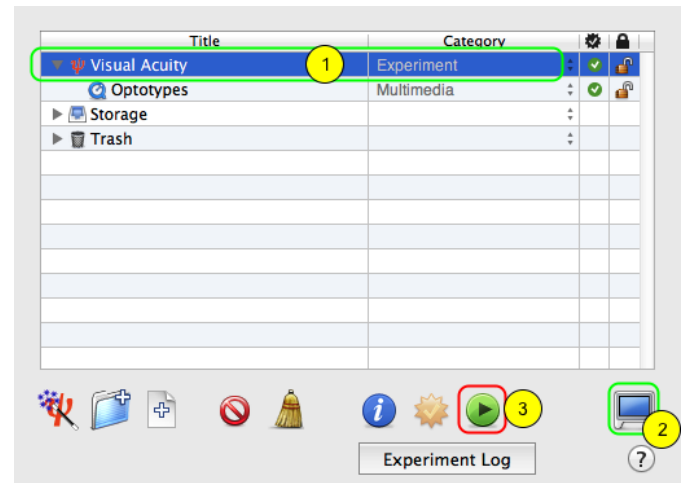 Title Category
Visual Acuity 1 Experiment
Optotypes Multimedia
Storage
Trash
3
2
Experiment Log ?